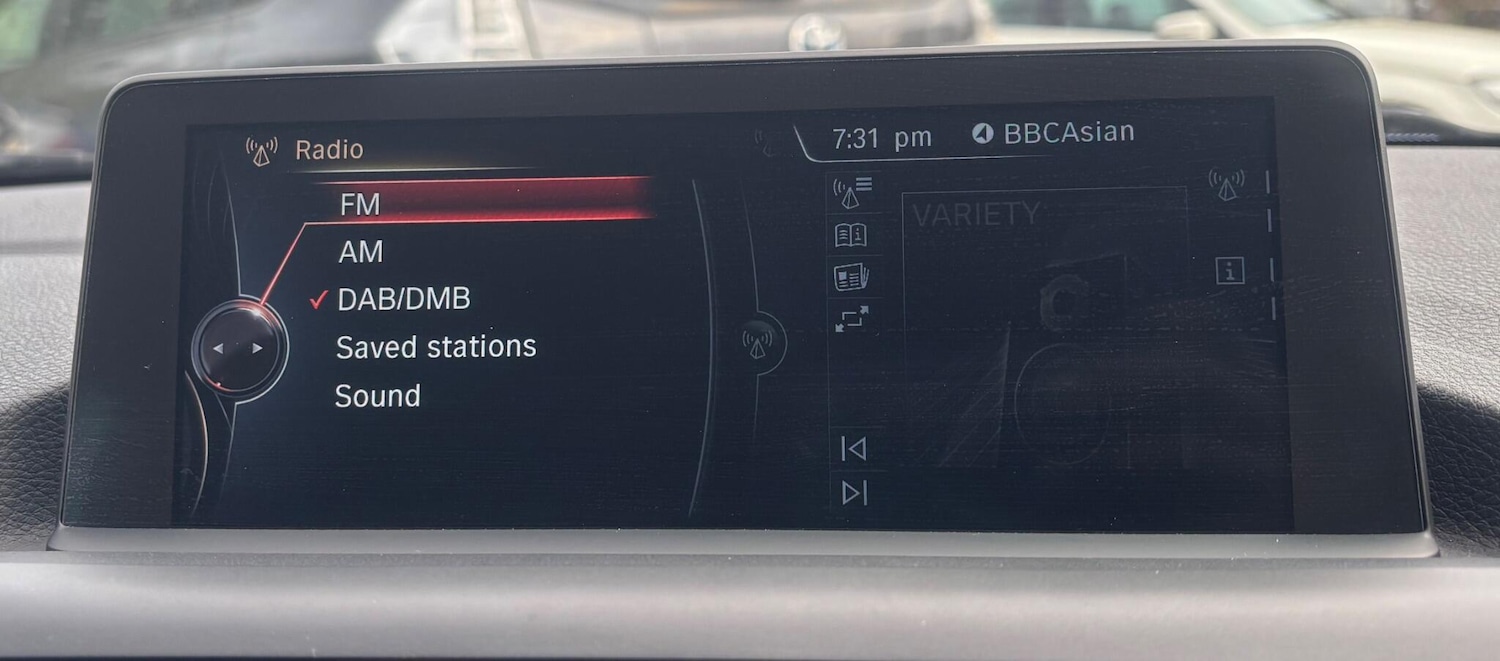 Radio
7:31 pm BBCAsian
FM
AM
DAB/DMB
Saved stations
Sound
VARIETY